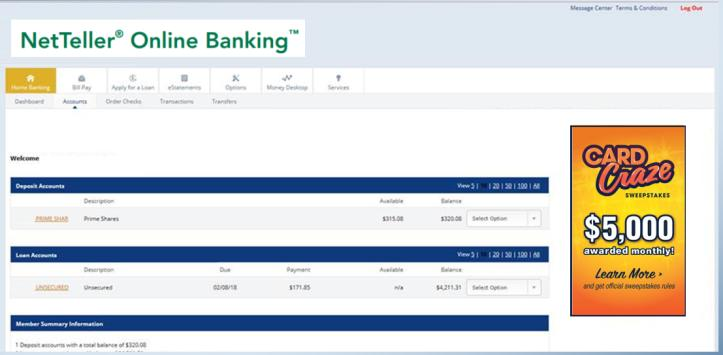 Message Center Terms & Conditions Log Out
NetTeller® Online Banking™
Home Banking Bill Pay Apply for a Loan eStatements Options Money Desktop Services
Dashboard Accounts Order Checks Transactions Transfers
Welcome
Deposit Accounts View 5 | | 20 | 50 | 100 | All
Description Available Balance
PRIME SHAR Prime Shares $315.08 $320.08 Select Option
Loan Accounts View 5 | | 20 | 50 | 100 | All
Description Due Payment Available Balance
UNSECURED Unsecured 02/08/18 $171.85 n/a $4,211.31 Select Option
Member Summary Information
1 Deposit accounts with a total balance of $320.08
CARD
Craze
SWEEPSTAKES
$5,000
awarded monthly!
Learn More >
and get official sweepstakes rules